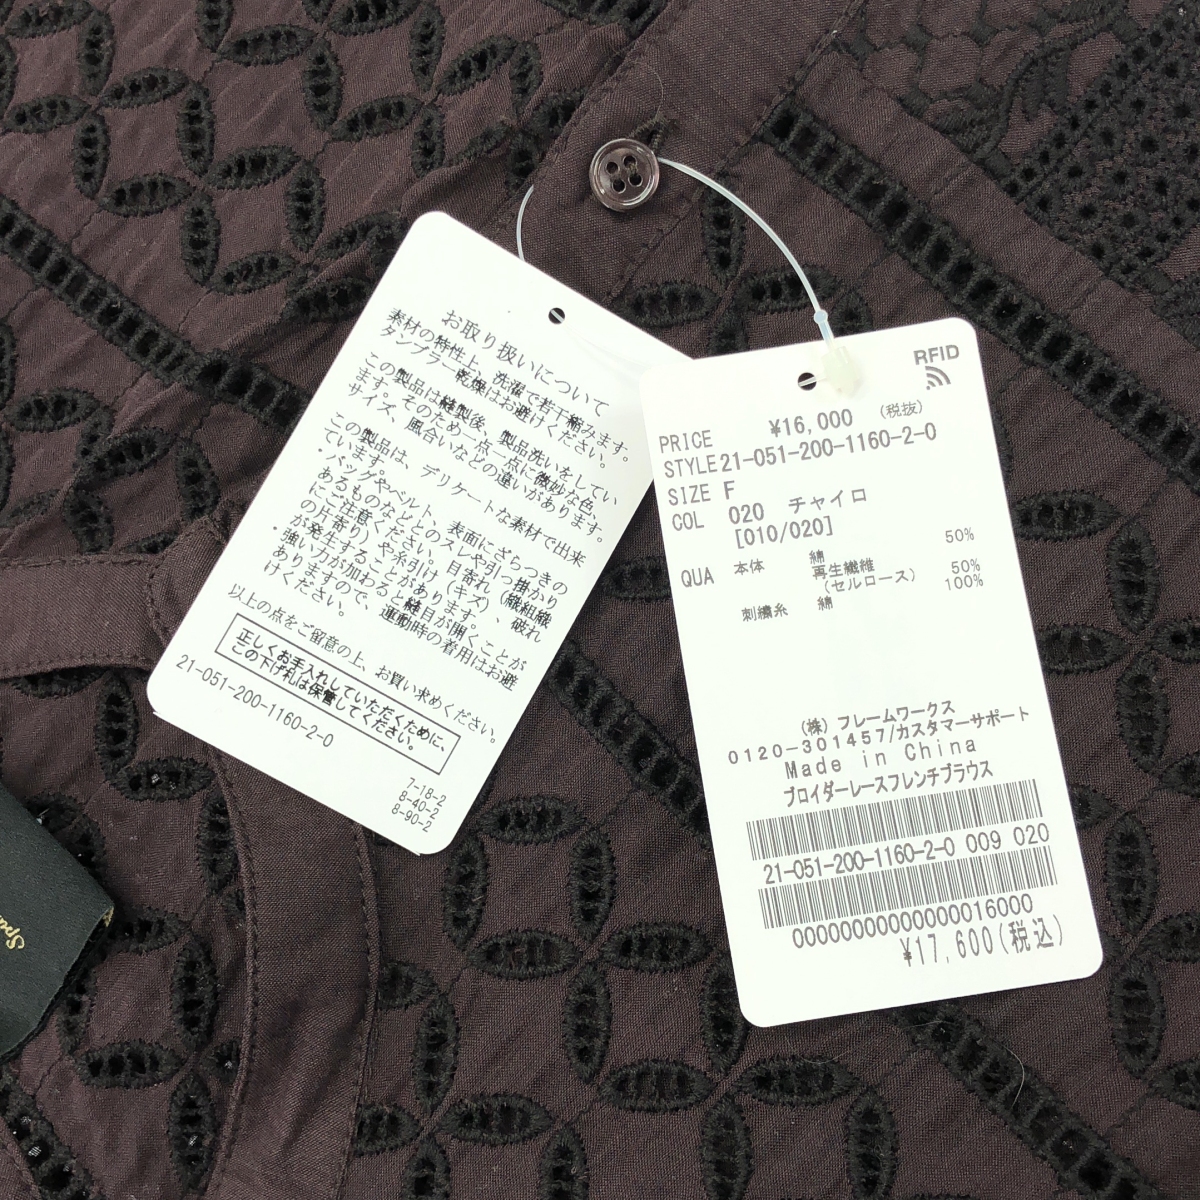 お取り扱いについて
素材の特性上、洗濯で若干縮みます。
タンブラー乾燥はお避けください。
この製品は縫製後、製品洗いをしてい
ます。そのため一点一点に微妙な色、
サイズ、風合いなどの違いがあります。
この製品は、デリケートな素材で出来
ています。
・バッグやベルト、表面にざらつきの
あるものなどとのスレや引っ掛かり
にご注意ください。目寄れ（織組織
の片寄り）や糸引け（キズ）、破れ
が発生することがあります。
・強い力が加わると縫目が開くことが
ありますので、運動時の着用はお避
けください。
以上の点をご留意の上、お買い求めください。
正しくお手入れしていただくために、
この下げ札は保管してください。
21-051-200-1160-2-0
7-18-2
8-40-2
8-90-2
RFID
PRICE ¥16,000 (税抜)
STYLE 21-051-200-1160-2-0
SIZE F
COL 020 チャイロ
[010/020]
QUA 本体 綿 50%
再生繊維
(セルロース) 50%
刺繍糸 綿 100%
(株) フレームワークス
0120-301457/カスタマーサポート
Made in China
ブロイダーレースフレンチブラウス
21-051-200-1160-2-0 009 020
0000000000000016000
¥17,600(税込)